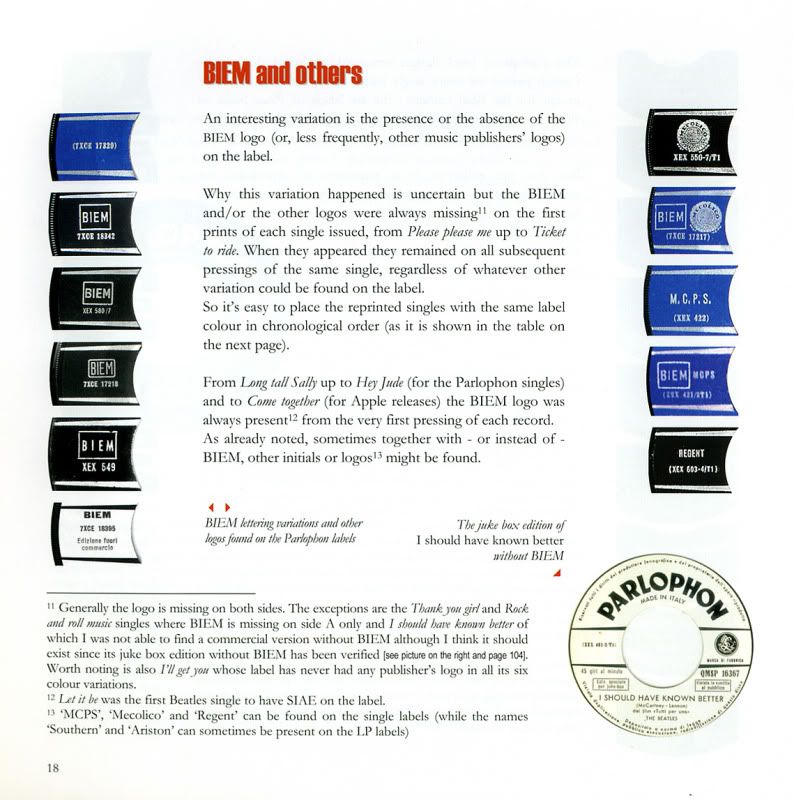 BIEM and others
An interesting variation is the presence or the absence of the
BIEM logo (or, less frequently, other music publishers' logos)
on the label.
Why this variation happened is uncertain but the BIEM
and/or the other logos were always missing¹¹ on the first
prints of each single issued, from Please please me up to Ticket
to ride. When they appeared they remained on all subsequent
pressings of the same single, regardless of whatever other
variation could be found on the label.
So it's easy to place the reprinted singles with the same label
colour in chronological order (as it is shown in the table on
the next page).
From Long tall Sally up to Hey Jude (for the Parlophon singles)
and to Come together (for Apple releases) the BIEM logo was
always present¹² from the very first pressing of each record.
As already noted, sometimes together with - or instead of -
BIEM, other initials or logos¹³ might be found.
BIEM lettering variations and other
logos found on the Parlophon labels
The juke box edition of
I should have known better
without BIEM
(7XCE 17320)
BIEM
7XCE 18342
BIEM
XEX 580/7
BIEM
7XCE 17218
BIEM
XEX 549
BIEM
7XCE 18395
Edizione fuori
commercio
MECOLICO
XEX 550-7/T1
BIEM
(7XCE 17217)
M.C.P.S.
(XEX 422)
BIEM MCPS
REGENT
(XEX 603-4/T1)
PARLOPHON
MADE IN ITALY
45 giri al minuto
MARCA DI FABBRICA
QMSP 16367
Ediz. speciale
per juke-box
Vietata la vendita
al pubblico
I SHOULD HAVE KNOWN BETTER
(McCartney - Lennon)
dal film «Tutti per uno»
THE BEATLES
¹¹ Generally the logo is missing on both sides. The exceptions are the Thank you girl and Rock
and roll music singles where BIEM is missing on side A only and I should have known better of
which I was not able to find a commercial version without BIEM although I think it should
exist since its juke box edition without BIEM has been verified [see picture on the right and page 104].
Worth noting is also I'll get you whose label has never had any publisher's logo in all its six
colour variations.
¹² Let it be was the first Beatles single to have SIAE on the label.
¹³ 'MCPS', 'Mecolico' and 'Regent' can be found on the single labels (while the names
'Southern' and 'Ariston' can sometimes be present on the LP labels)
18